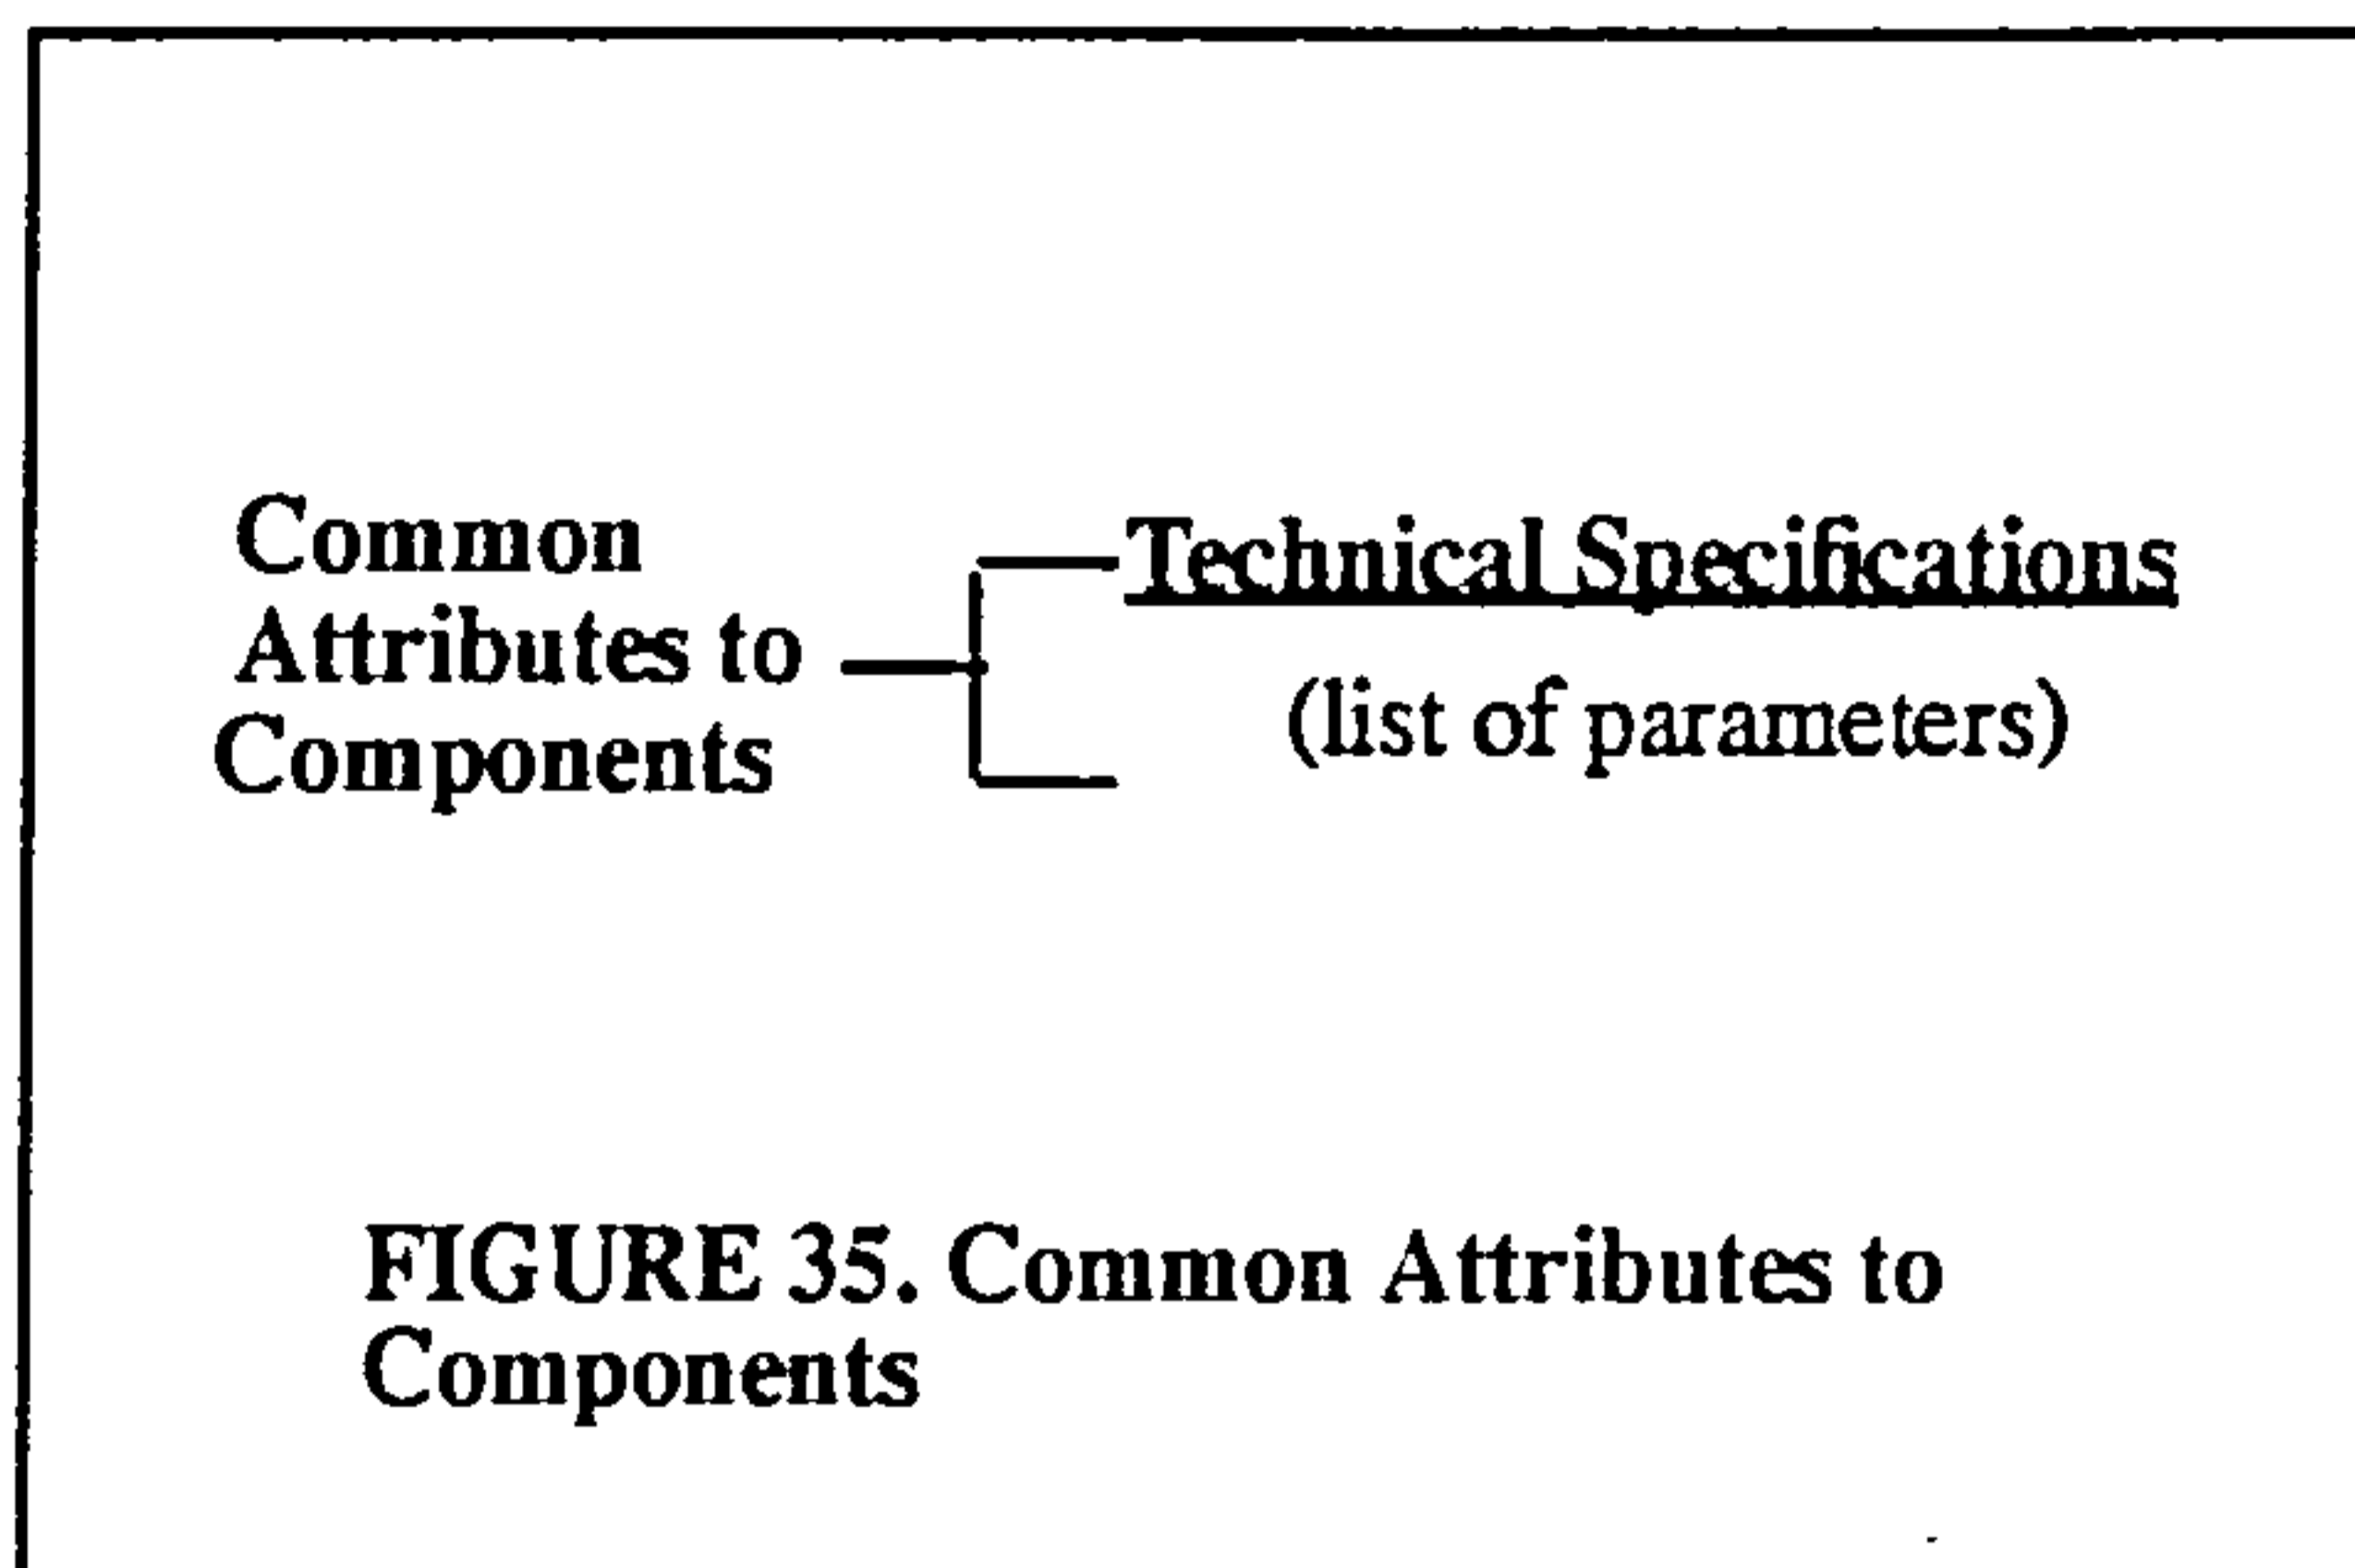 Common
Attributes to
Components
Technical Specifications
(list of parameters)
FIGURE 35. Common Attributes to
Components